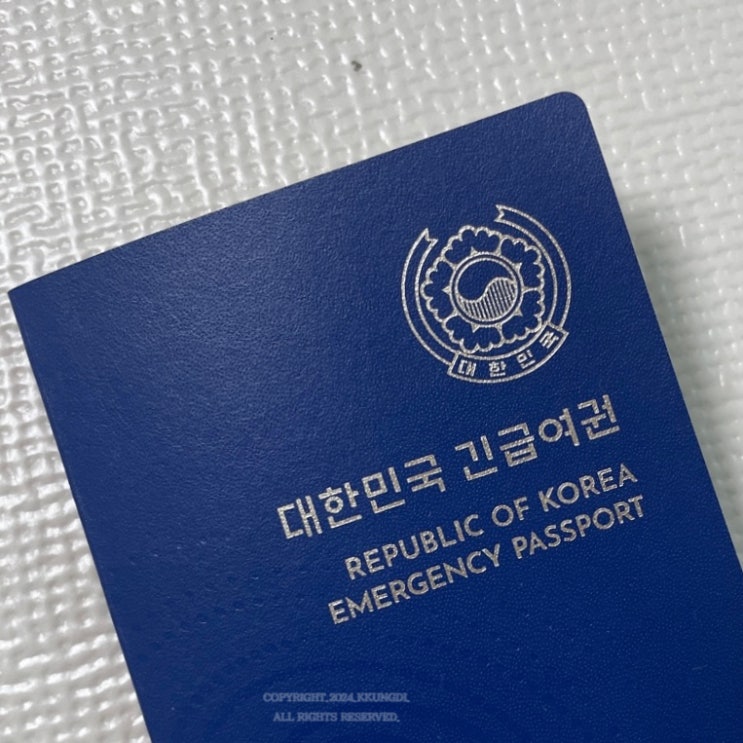 대한민국
대한민국 긴급여권
REPUBLIC OF KOREA
EMERGENCY PASSPORT
COPYRIGHT. 2024. KKUNGDI.
ALL RIGHTS RESERVED.